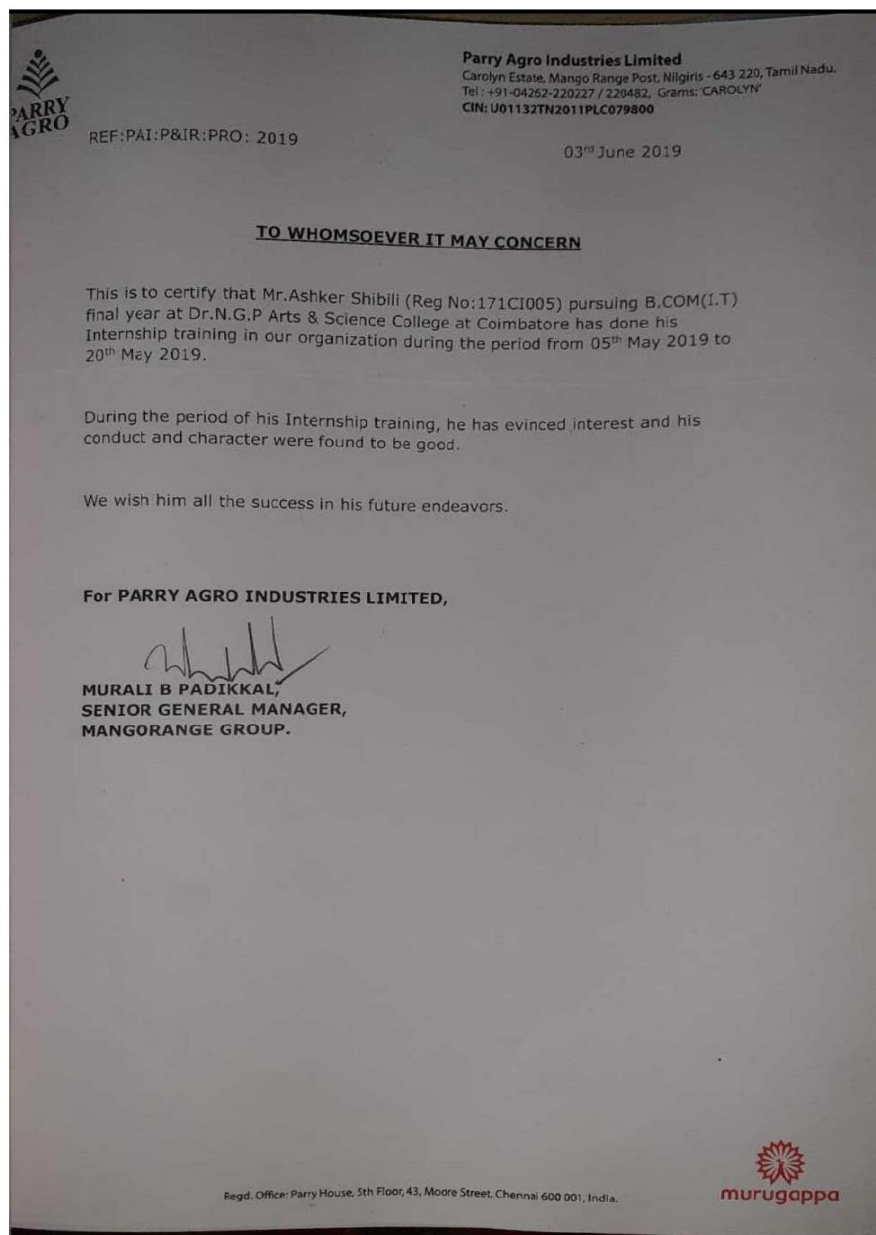 PARRY
AGRO
Parry Agro Industries Limited
Carolyn Estate, Mango Range Post, Nilgiris - 643 220, Tamil Nadu.
Tel : +91-04262-220227 / 220482, Grams: 'CAROLYN'
CIN: U01132TN2011PLC079800
REF:PAI:P&IR:PRO: 2019
03rd June 2019
TO WHOMSOEVER IT MAY CONCERN
This is to certify that Mr.Ashker Shibili (Reg No:171CI005) pursuing B.COM(I.T)
final year at Dr.N.G.P Arts & Science College at Coimbatore has done his
Internship training in our organization during the period from 05th May 2019 to
20th May 2019.
During the period of his Internship training, he has evinced interest and his
conduct and character were found to be good.
We wish him all the success in his future endeavors.
For PARRY AGRO INDUSTRIES LIMITED,
MURALI B PADIKKAL,
SENIOR GENERAL MANAGER,
MANGORANGE GROUP.
Regd. Office: Parry House, 5th Floor, 43, Moore Street, Chennai 600 001, India.
murugappa